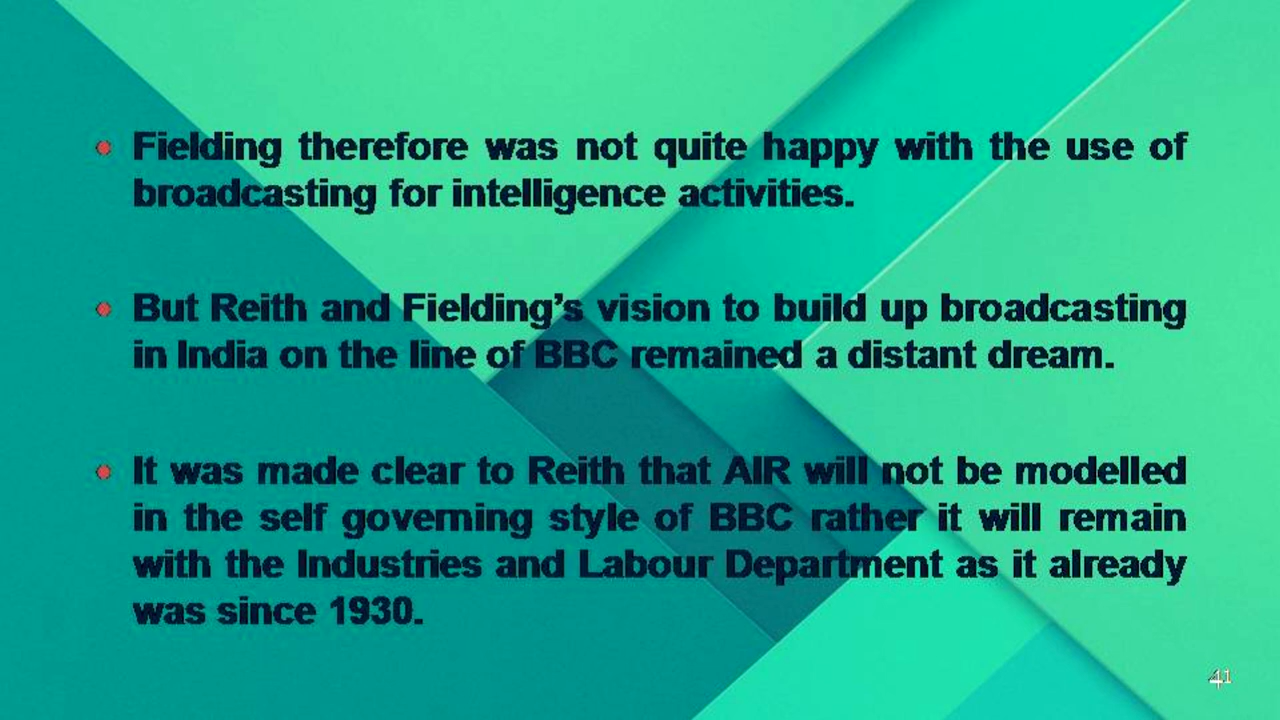 • Fielding therefore was not quite happy with the use of
broadcasting for intelligence activities.
• But Reith and Fielding's vision to build up broadcasting
in India on the line of BBC remained a distant dream.
• It was made clear to Reith that AIR will not be modelled
in the self governing style of BBC rather it will remain
with the Industries and Labour Department as it already
was since 1930.
41